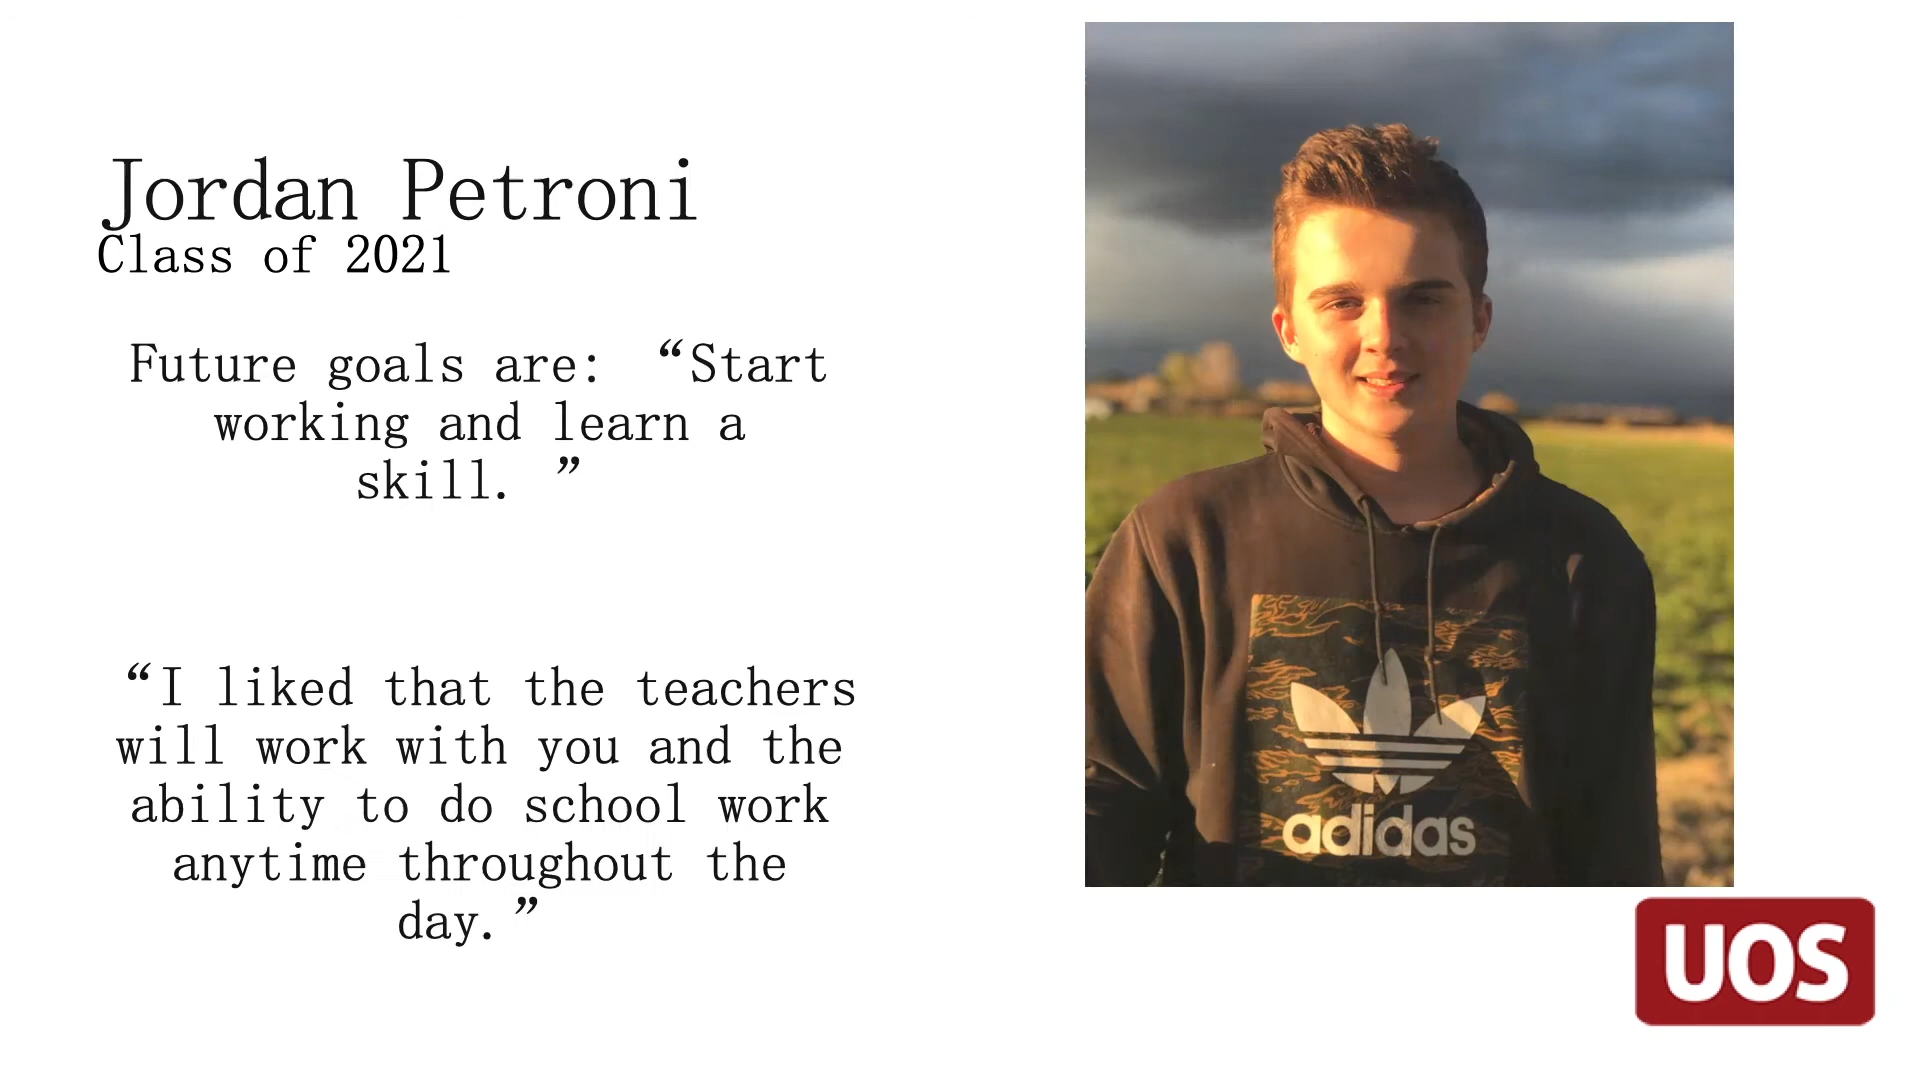 Jordan Petroni
Class of 2021
Future goals are: “Start
working and learn a
skill. ”
“I liked that the teachers
will work with you and the
ability to do school work
anytime throughout the
day.”
adidas
UOS